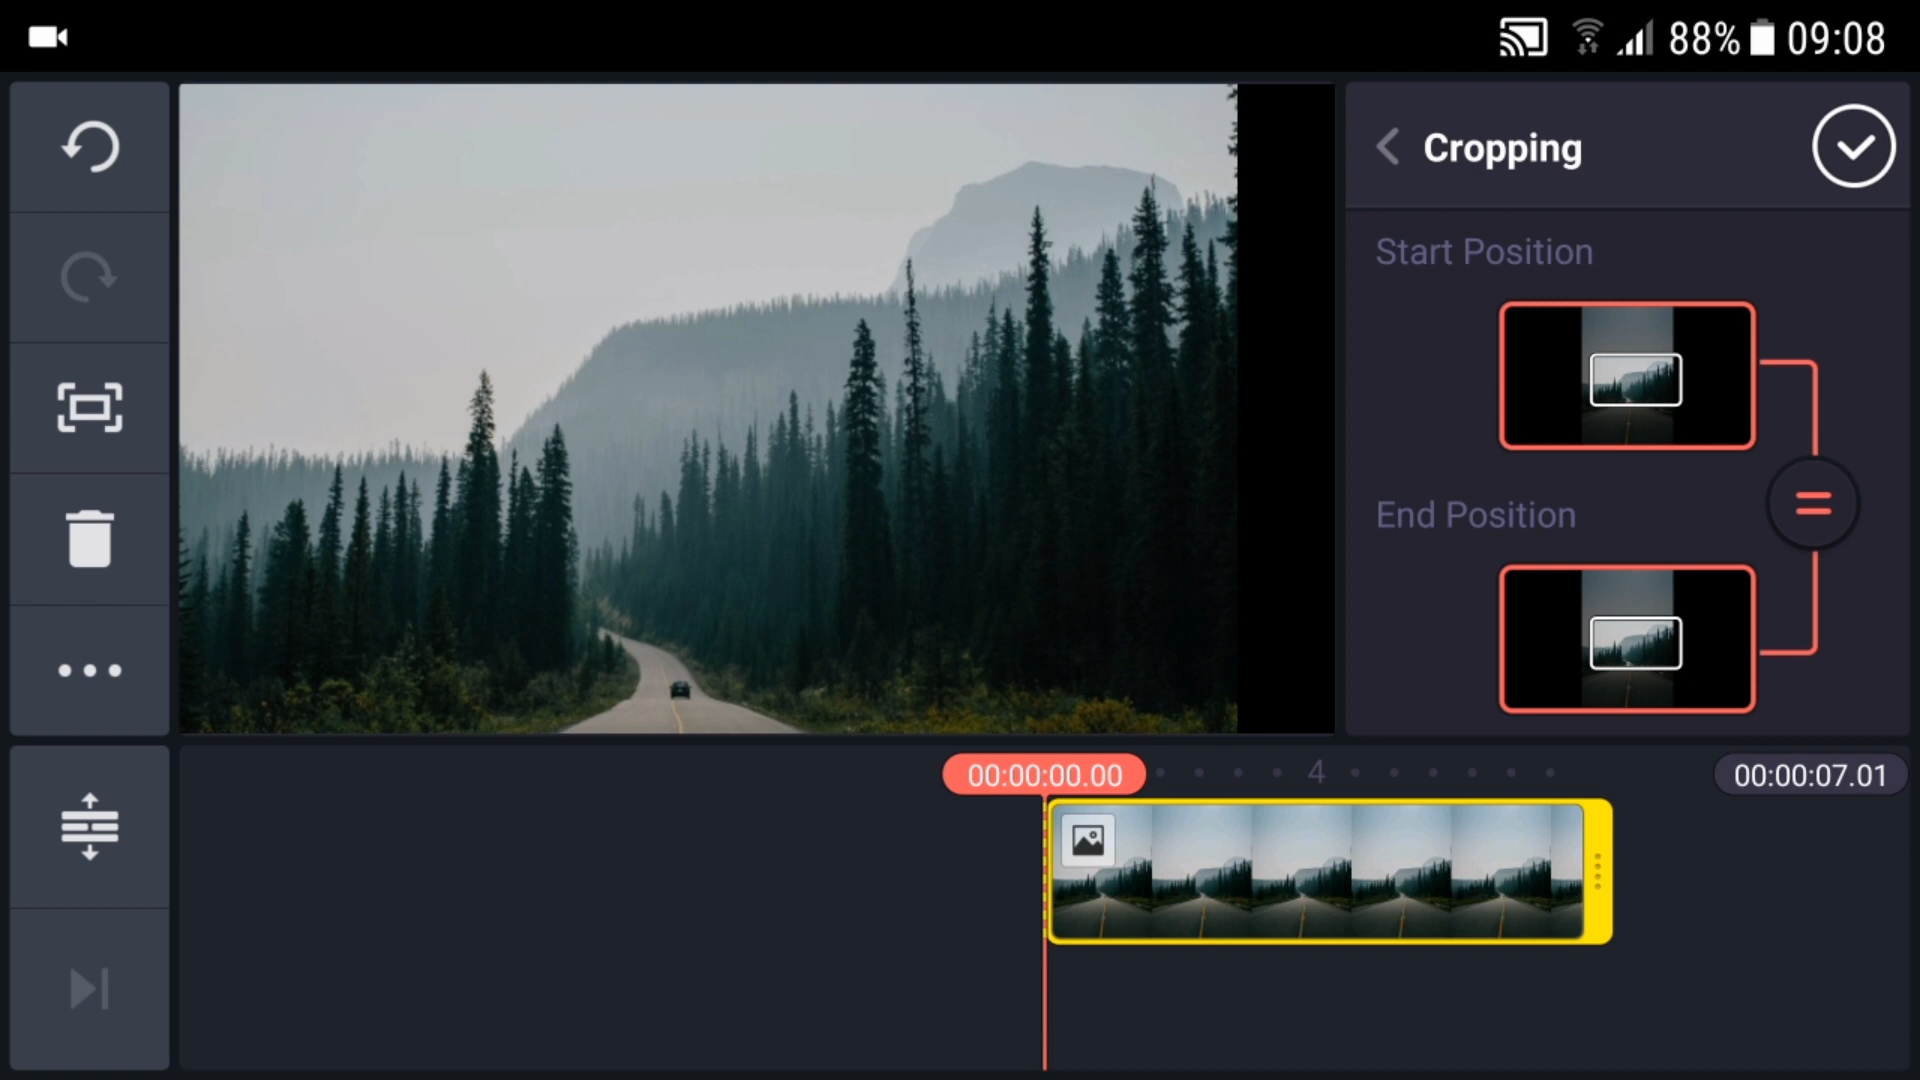 88% 09:08
Cropping
Start Position
End Position
00:00:00.00
4
00:00:07.01